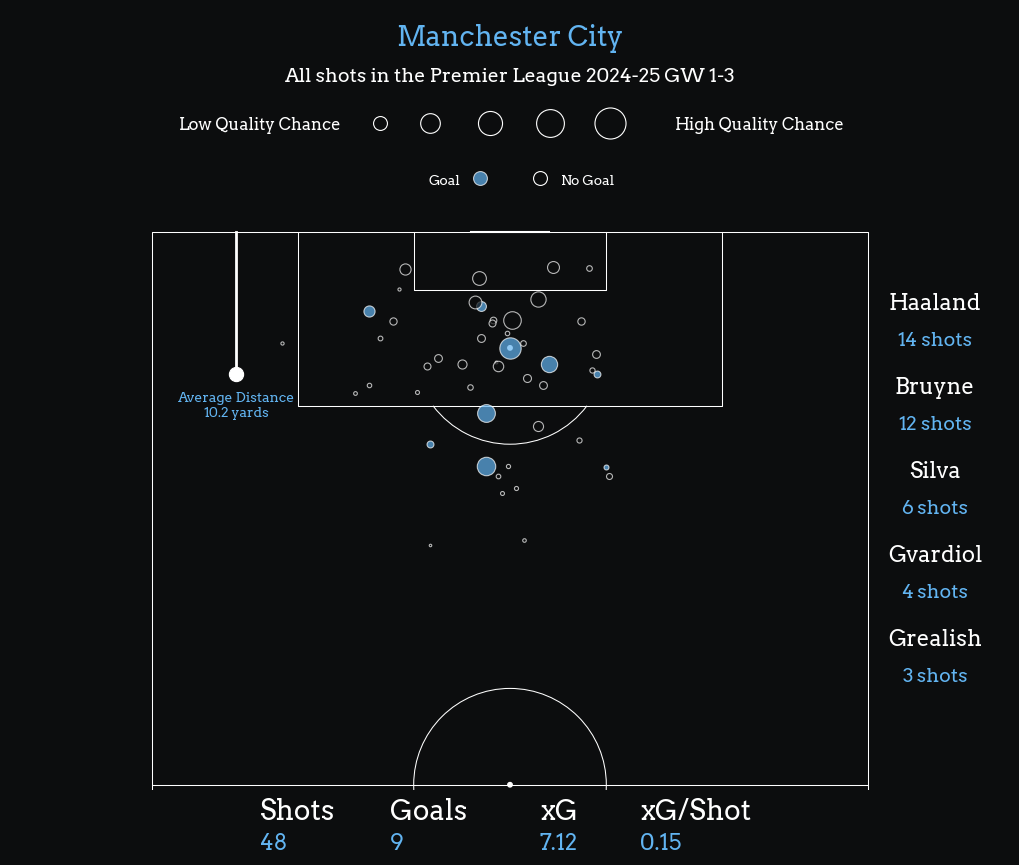 Manchester City
All shots in the Premier League 2024-25 GW 1-3
Low Quality Chance High Quality Chance
Goal No Goal
Haaland
14 shots
Bruyne
12 shots
Silva
6 shots
Gvardiol
4 shots
Grealish
3 shots
Average Distance
10.2 yards
Shots Goals xG xG/Shot
48 9 7.12 0.15